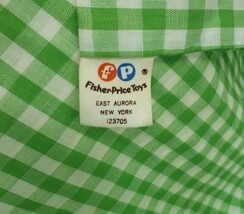 fp®
Fisher-Price Toys
EAST AURORA
NEW YORK
123705